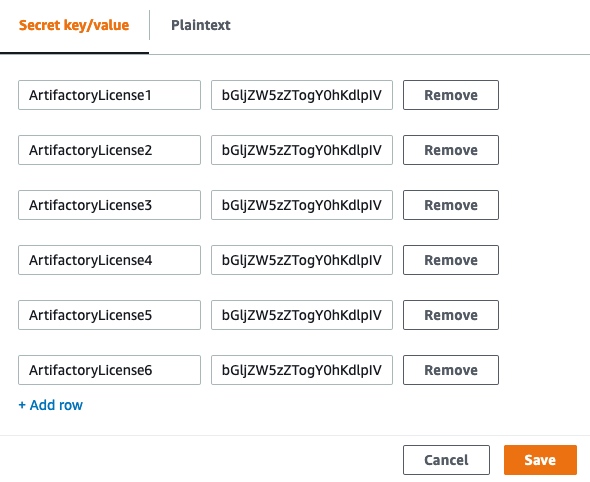 Secret key/value Plaintext
ArtifactoryLicense1 bGljZW5zZTogY0hKdlpIV Remove
ArtifactoryLicense2 bGljZW5zZTogY0hKdlpIV Remove
ArtifactoryLicense3 bGljZW5zZTogY0hKdlpIV Remove
ArtifactoryLicense4 bGljZW5zZTogY0hKdlpIV Remove
ArtifactoryLicense5 bGljZW5zZTogY0hKdlpIV Remove
ArtifactoryLicense6 bGljZW5zZTogY0hKdlpIV Remove
+ Add row
Cancel Save